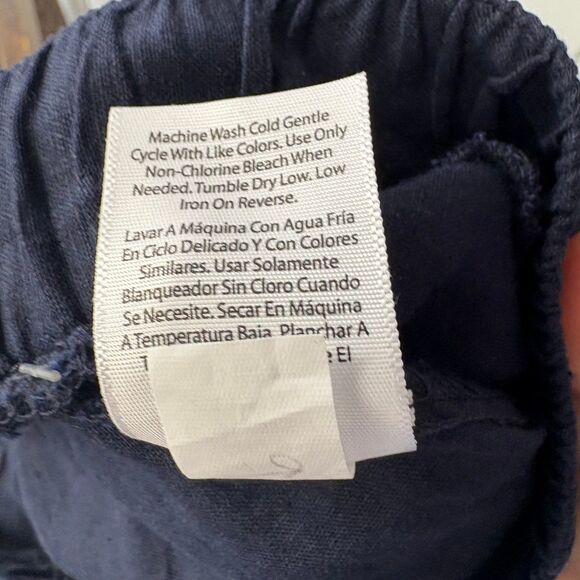 Machine Wash Cold Gentle
Cycle With Like Colors. Use Only
Non-Chlorine Bleach When
Needed. Tumble Dry Low. Low
Iron On Reverse.
Lavar A Máquina Con Agua Fría
En Ciclo Delicado Y Con Colores
Similares. Usar Solamente
Blanqueador Sin Cloro Cuando
Se Necesite. Secar En Máquina
A Temperatura Baja. Planchar A
El